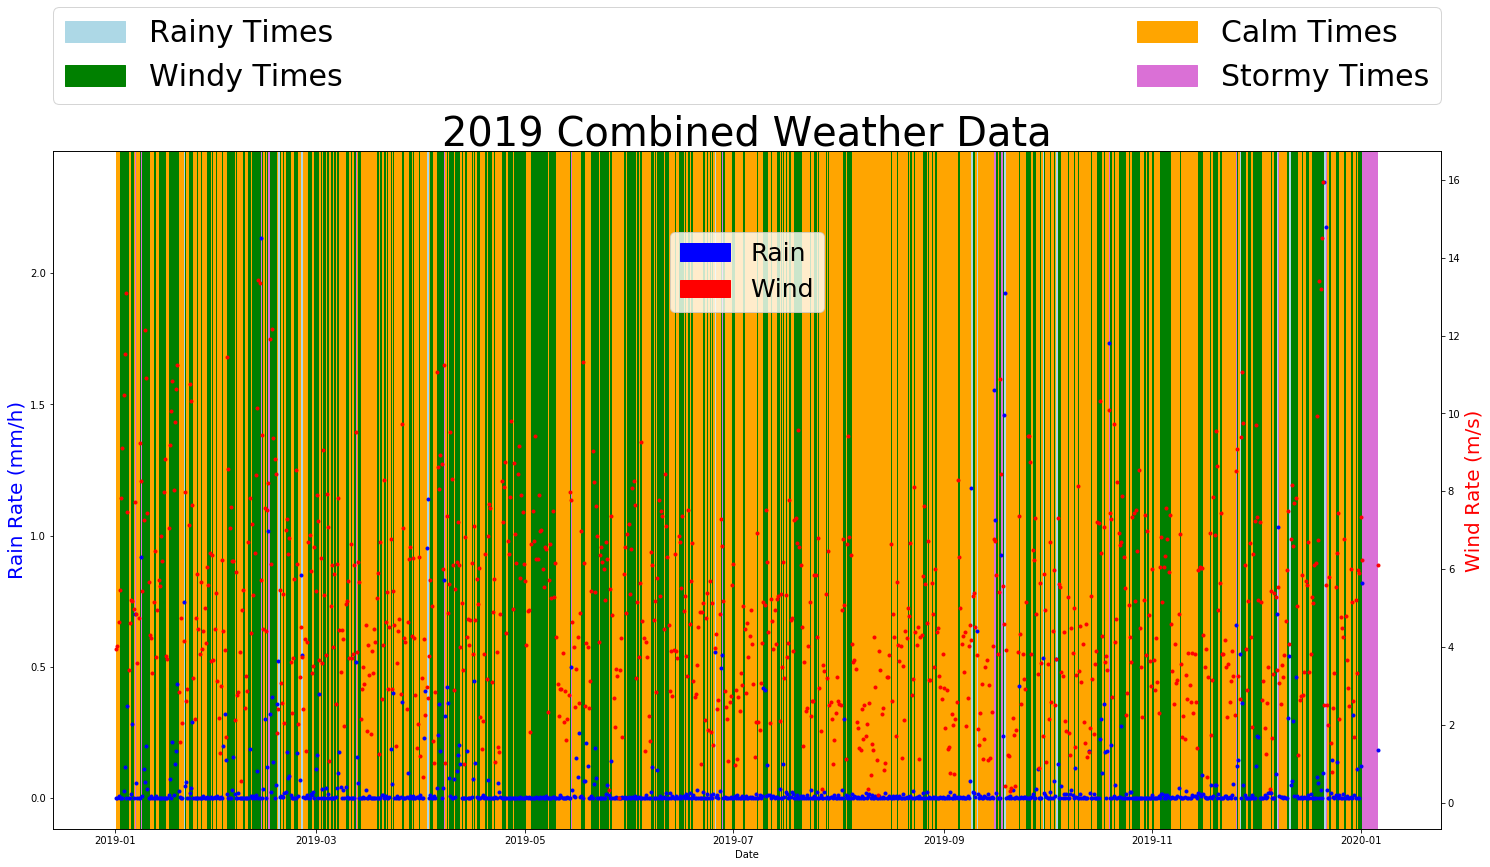 Rainy Times
Windy Times
Calm Times
Stormy Times
2019 Combined Weather Data
Rain
Wind
Rain Rate (mm/h)
2.0
1.5
1.0
0.5
0.0
Wind Rate (m/s)
16
14
12
10
8
6
4
2
0
2019-01
2019-03
2019-05
2019-07
2019-09
2019-11
2020-01
Date